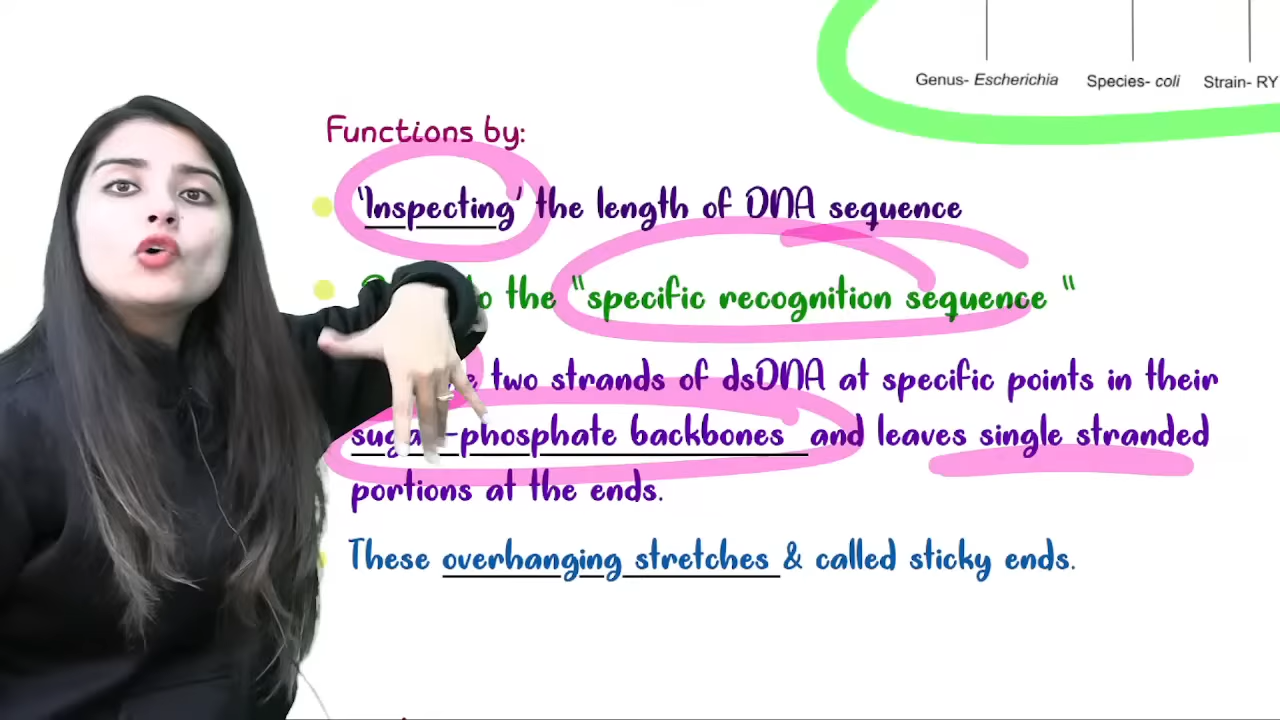 Genus- Escherichia Species- coli Strain- RY
Functions by:
'Inspecting' the length of DNA sequence
the "specific recognition sequence "
two strands of dsDNA at specific points in their
sugar-phosphate backbones and leaves single stranded
portions at the ends.
These overhanging stretches & called sticky ends.